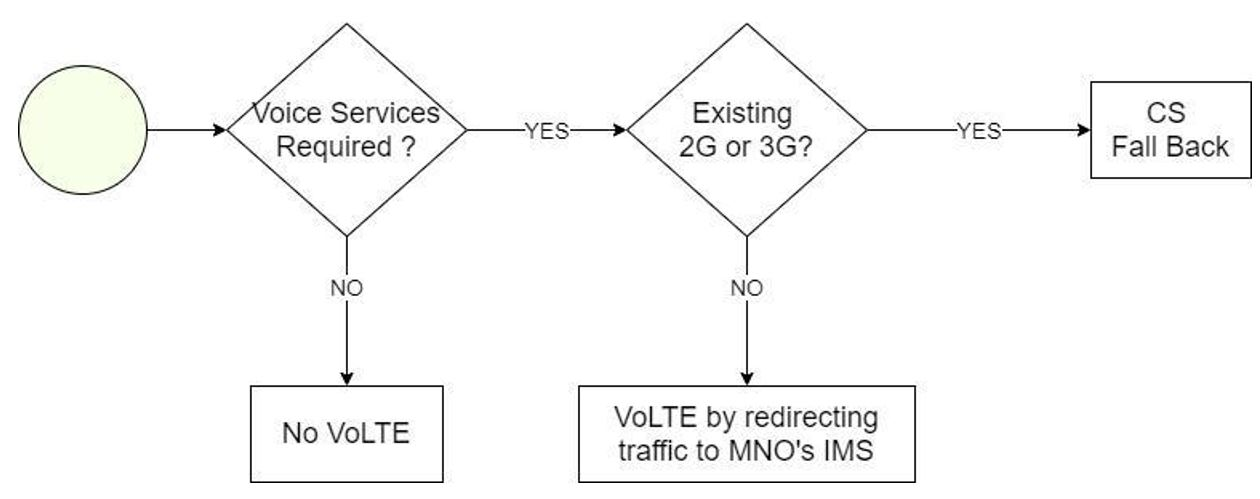 Voice Services
Required ?
YES
Existing
2G or 3G?
YES
CS
Fall Back
NO
NO
No VoLTE
VoLTE by redirecting
traffic to MNO's IMS